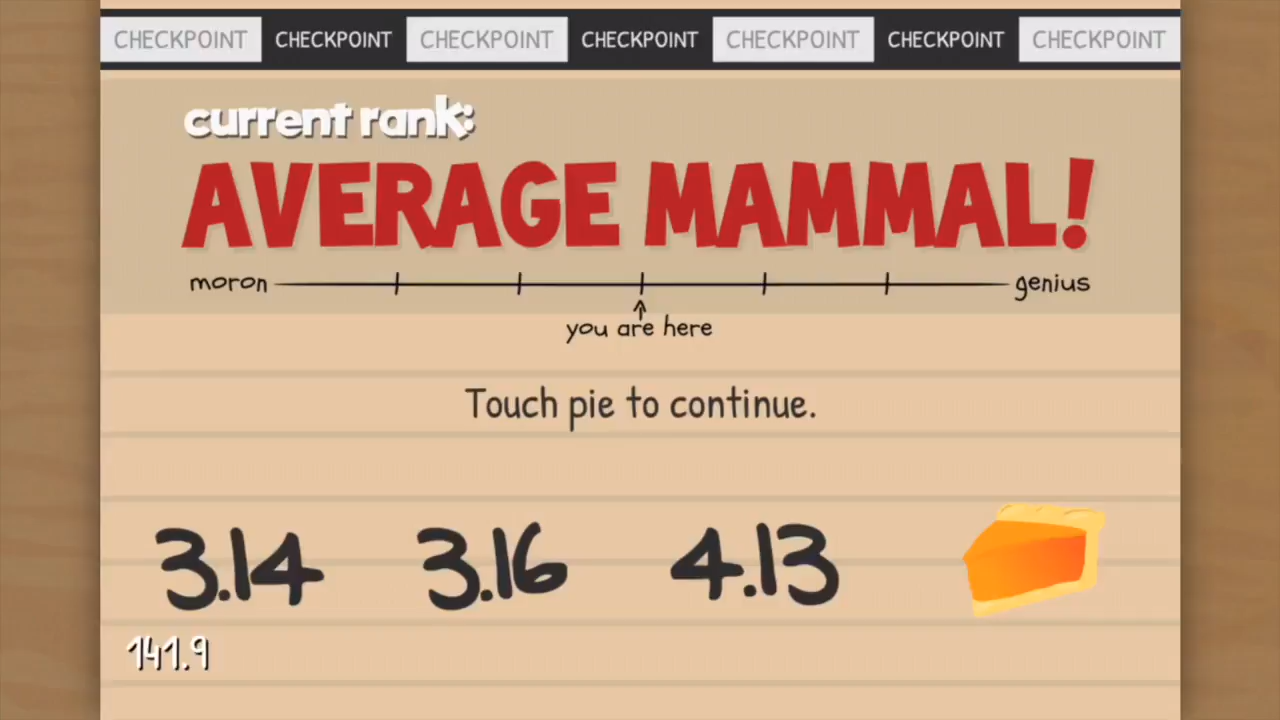 CHECKPOINT CHECKPOINT CHECKPOINT CHECKPOINT CHECKPOINT CHECKPOINT CHECKPOINT
current rank:
AVERAGE MAMMAL!
moron genius
you are here
Touch pie to continue.
3.14 3.16 4.13
141.9